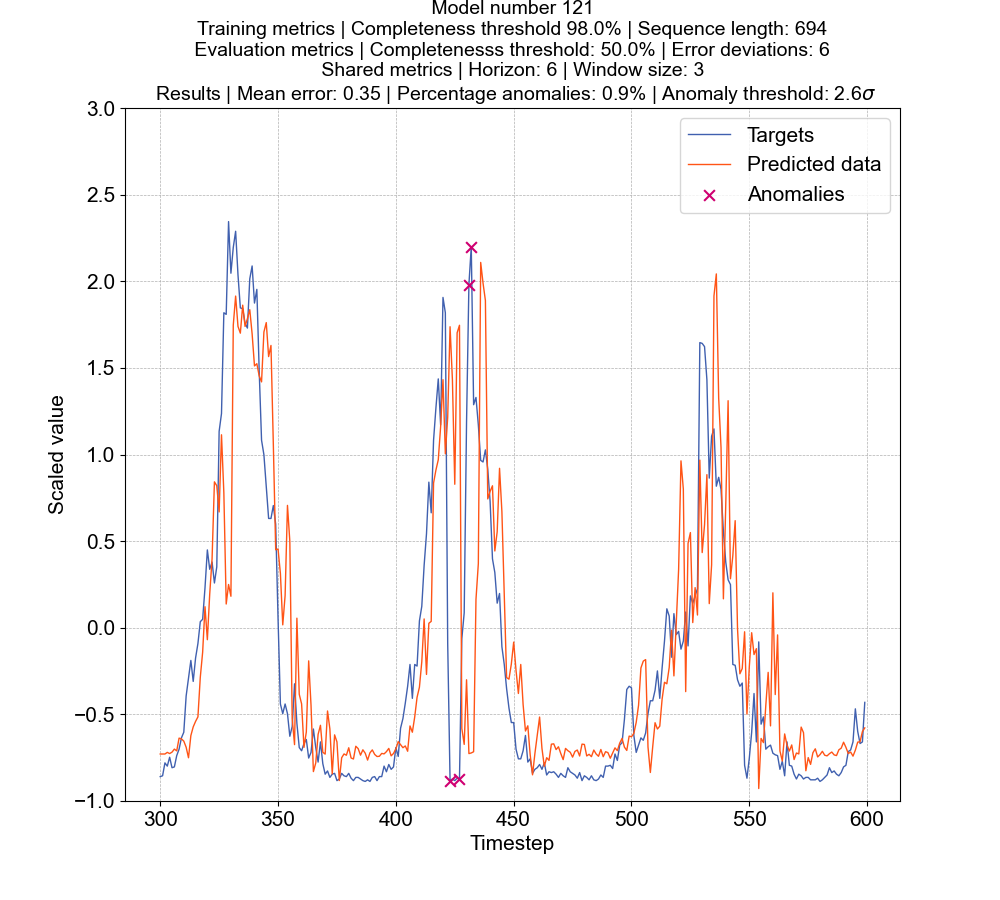 Model number 121
Training metrics | Completeness threshold 98.0% | Sequence length: 694
Evaluation metrics | Completenesss threshold: 50.0% | Error deviations: 6
Shared metrics | Horizon: 6 | Window size: 3
Results | Mean error: 0.35 | Percentage anomalies: 0.9% | Anomaly threshold: 2.6σ
Targets
Predicted data
Anomalies
3.0
2.5
2.0
1.5
1.0
0.5
0.0
−0.5
−1.0
Scaled value
300
350
400
450
500
550
600
Timestep